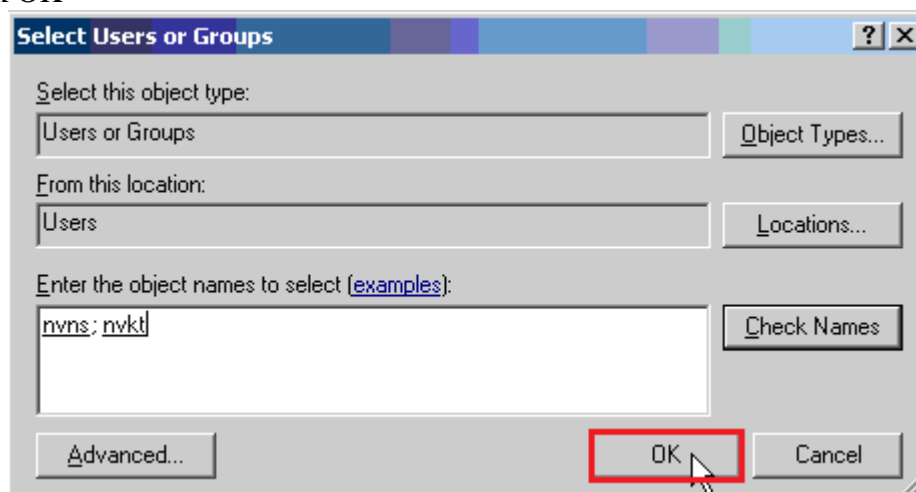 OK
Select Users or Groups
Select this object type:
Users or Groups
Object Types...
From this location:
Users
Locations...
Enter the object names to select (examples):
nvns; nvkt
Check Names
Advanced...
OK
Cancel